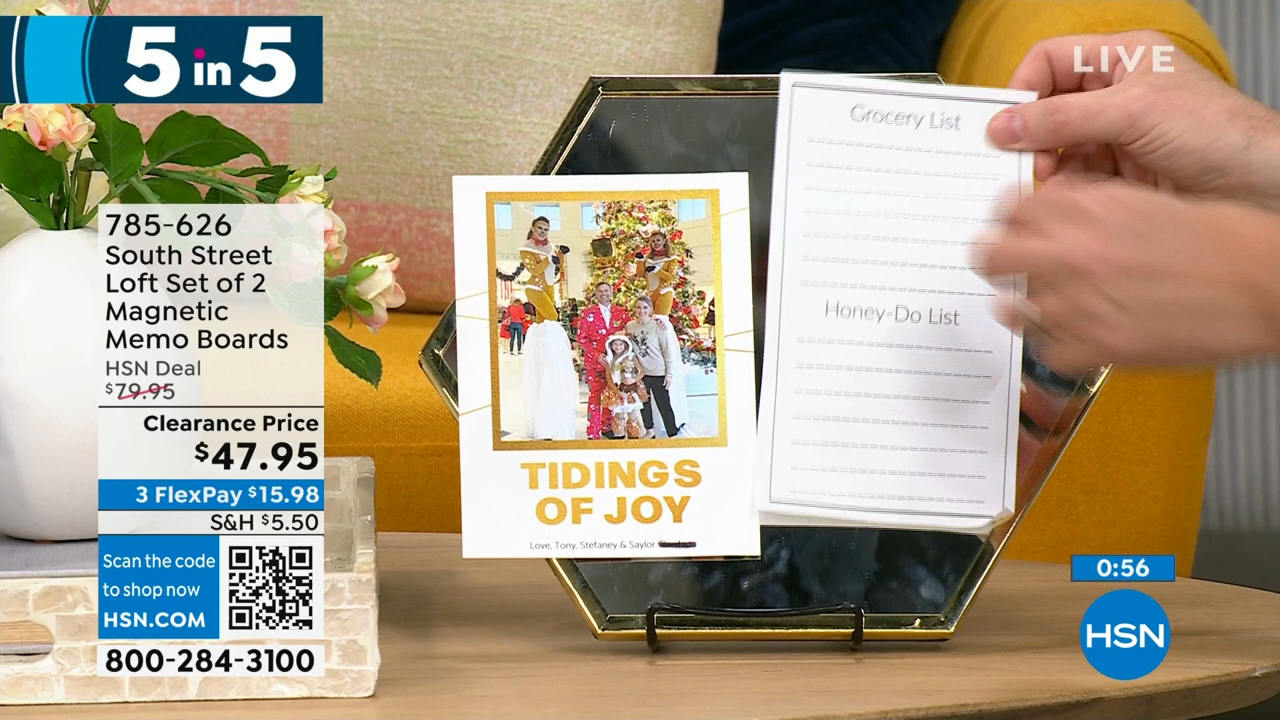 5 in 5
LIVE
785-626
South Street
Loft Set of 2
Magnetic
Memo Boards
HSN Deal
$79.95
Clearance Price
$47.95
3 FlexPay $15.98
S&H $5.50
Scan the code
to shop now
HSN.COM
800-284-3100
TIDINGS
OF JOY
Love, Tony, Stefaney & Saylor
Grocery List
Honey-Do List
0:56
HSN